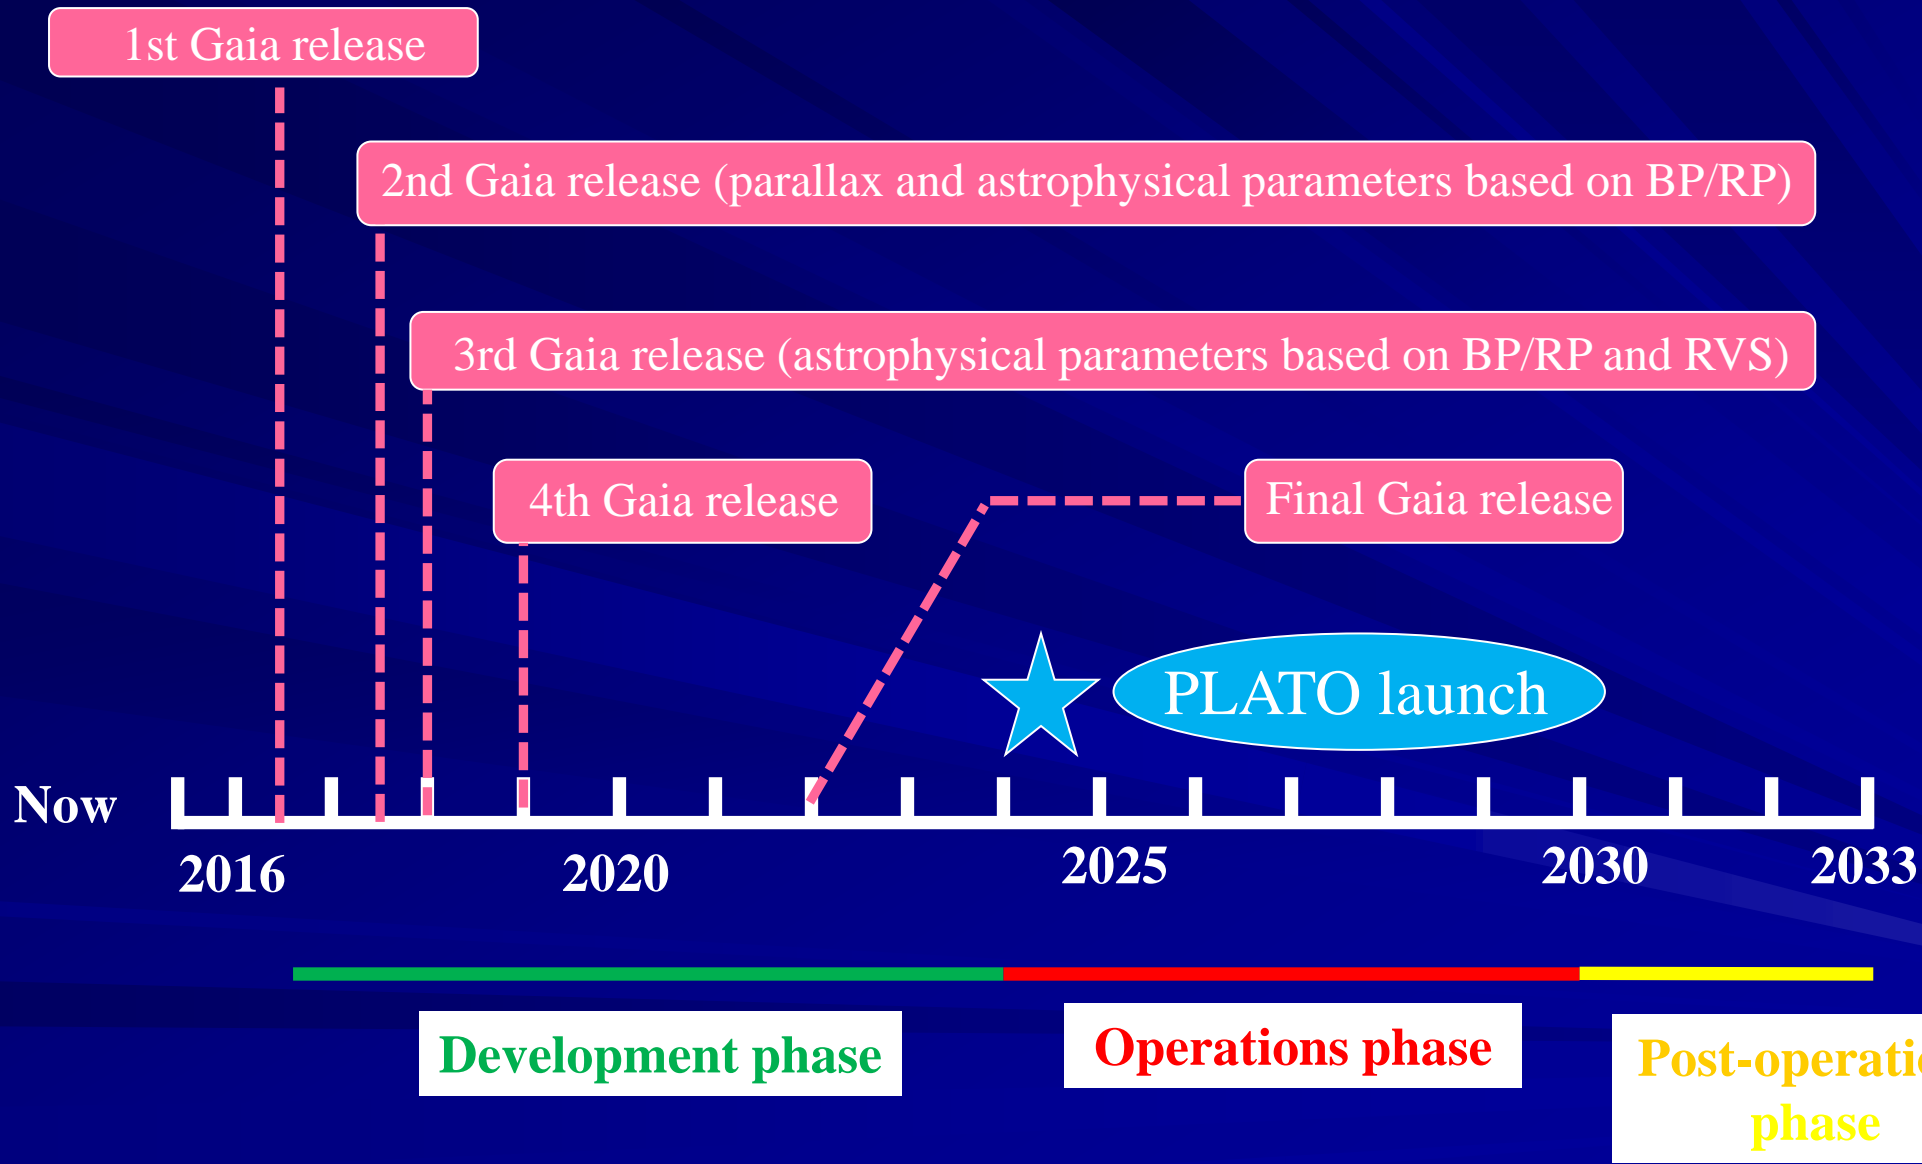 1st Gaia release
2nd Gaia release (parallax and astrophysical parameters based on BP/RP)
3rd Gaia release (astrophysical parameters based on BP/RP and RVS)
4th Gaia release
Final Gaia release
PLATO launch
Now
2016
2020
2025
2030
2033
Development phase
Operations phase
phase